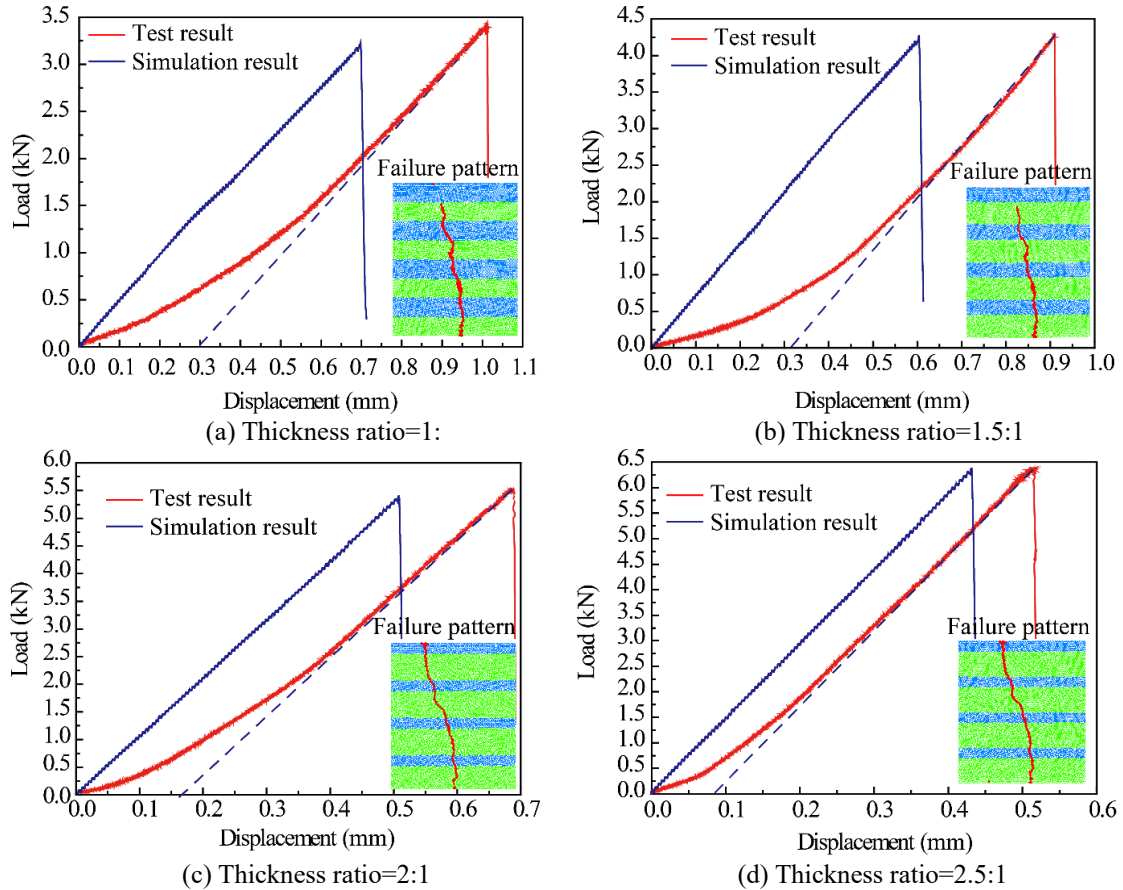 3.5
3.0
2.5
2.0
1.5
1.0
0.5
0.0
Load (kN)
Test result
Simulation result
Failure pattern
0.0 0.1 0.2 0.3 0.4 0.5 0.6 0.7 0.8 0.9 1.0 1.1
Displacement (mm)
(a) Thickness ratio=1:
4.5
4.0
3.5
3.0
2.5
2.0
1.5
1.0
0.5
0.0
Load (kN)
Test result
Simulation result
Failure pattern
0.0 0.1 0.2 0.3 0.4 0.5 0.6 0.7 0.8 0.9 1.0
Displacement (mm)
(b) Thickness ratio=1.5:1
6.0
5.5
5.0
4.5
4.0
3.5
3.0
2.5
2.0
1.5
1.0
0.5
0.0
Load (kN)
Test result
Simulation result
Failure pattern
0.0 0.1 0.2 0.3 0.4 0.5 0.6 0.7
Displacement (mm)
(c) Thickness ratio=2:1
6.5
6.0
5.5
5.0
4.5
4.0
3.5
3.0
2.5
2.0
1.5
1.0
0.5
0.0
Load (kN)
Test result
Simulation result
Failure pattern
0.0 0.1 0.2 0.3 0.4 0.5 0.6
Displacement (mm)
(d) Thickness ratio=2.5:1